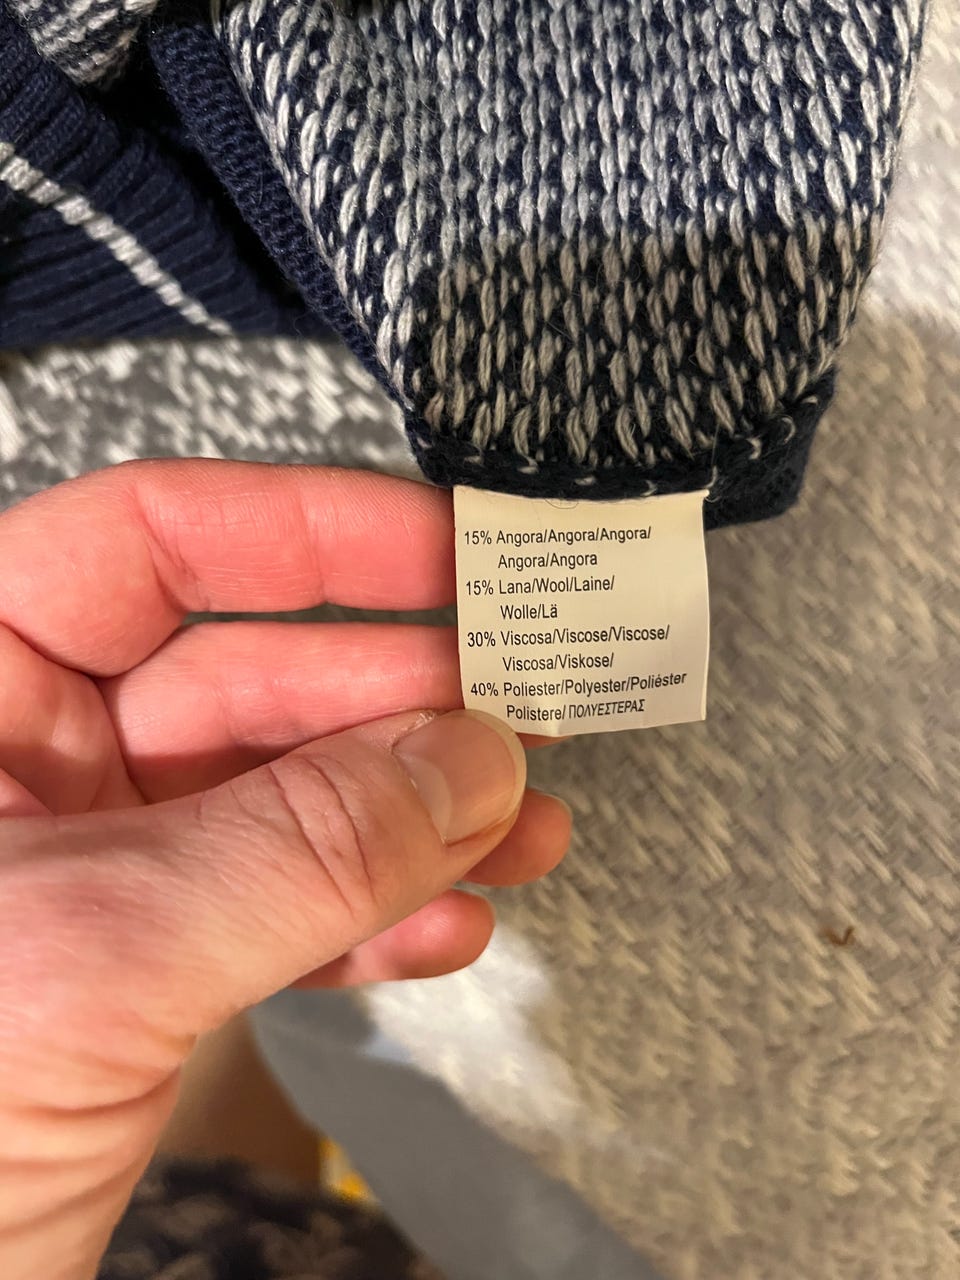 15% Angora/Angora/Angora/
Angora/Angora
15% Lana/Wool/Laine/
Wolle/Lä
30% Viscosa/Viscose/Viscose/
Viscosa/Viskose/
40% Poliester/Polyester/Poliéster
Polistere/ ΠΟΛΥΕΣΤΕΡΑΣ